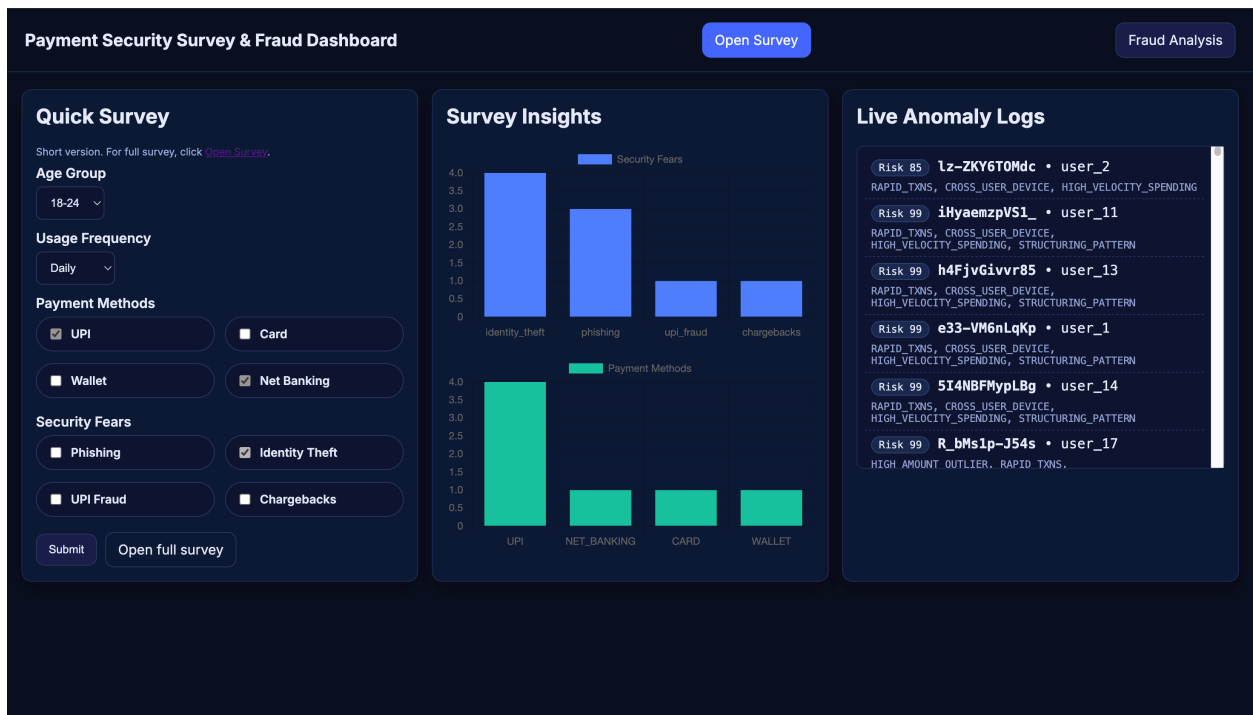 Payment Security Survey & Fraud Dashboard
Open Survey
Fraud Analysis
Quick Survey
Short version. For full survey, click Open Survey.
Age Group
18-24
Usage Frequency
Daily
Payment Methods
UPI
Card
Wallet
Net Banking
Security Fears
Phishing
Identity Theft
UPI Fraud
Chargebacks
Submit
Open full survey
Survey Insights
Security Fears
4.0
3.5
3.0
2.5
2.0
1.5
1.0
0.5
0
identity_theft
phishing
upi_fraud
chargebacks
Payment Methods
4.0
3.5
3.0
2.5
2.0
1.5
1.0
0.5
0
UPI
NET_BANKING
CARD
WALLET
Live Anomaly Logs
Risk 85 lz-ZKY6TOMdc • user_2
RAPID_TXNS, CROSS_USER_DEVICE, HIGH_VELOCITY_SPENDING
Risk 99 iHyaemzpVS1_ • user_11
RAPID_TXNS, CROSS_USER_DEVICE,
HIGH_VELOCITY_SPENDING, STRUCTURING_PATTERN
Risk 99 h4FjvGivvr85 • user_13
RAPID_TXNS, CROSS_USER_DEVICE,
HIGH_VELOCITY_SPENDING, STRUCTURING_PATTERN
Risk 99 e33-VM6nLqKp • user_1
RAPID_TXNS, CROSS_USER_DEVICE,
HIGH_VELOCITY_SPENDING, STRUCTURING_PATTERN
Risk 99 5I4NBFMypLBg • user_14
RAPID_TXNS, CROSS_USER_DEVICE,
HIGH_VELOCITY_SPENDING, STRUCTURING_PATTERN
Risk 99 R_bMs1p-J54s • user_17
HIGH_AMOUNT_OUTLIER, RAPID_TXNS,